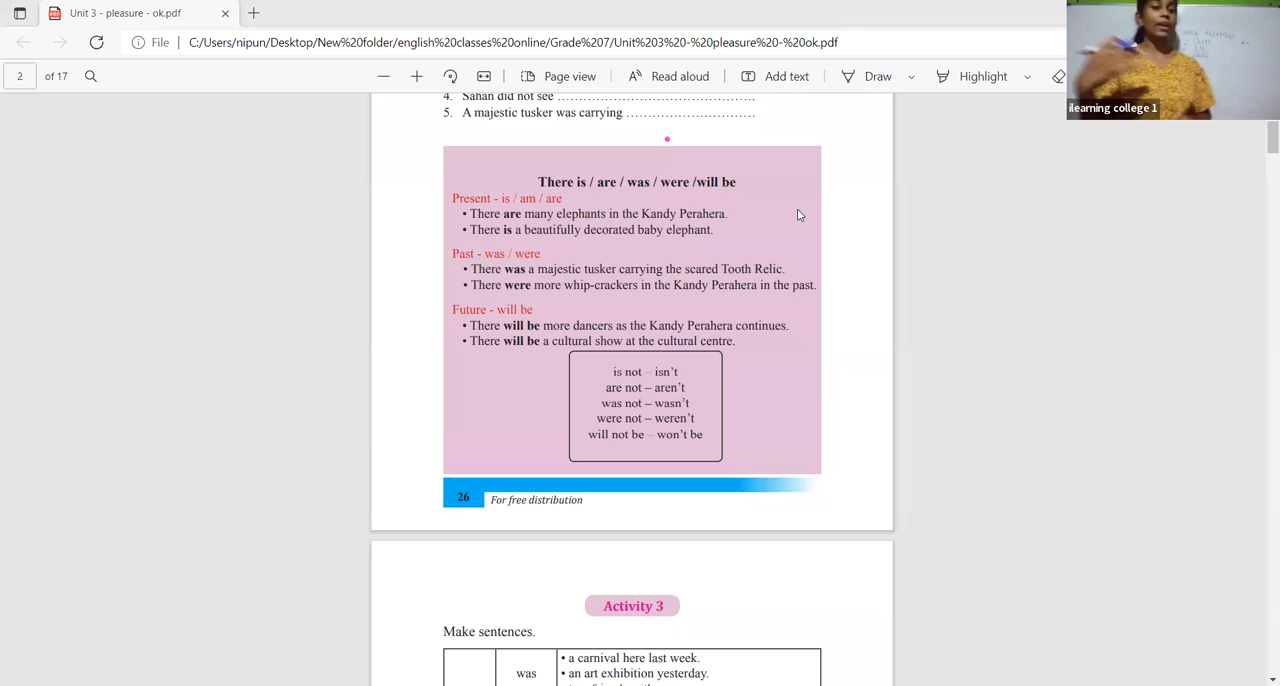 Unit 3 - pleasure - ok.pdf
File C:/Users/nipun/Desktop/New%20folder/english%20classes%20online/Grade%207/Unit%203%20-%20pleasure%20-%20ok.pdf
2 of 17 Page view Read aloud Add text Draw Highlight
ilearning college 1
4. Sahan did not see ………………………………………
5. A majestic tusker was carrying …………………………
There is / are / was / were /will be
Present - is / am / are
• There are many elephants in the Kandy Perahera.
• There is a beautifully decorated baby elephant.
Past - was / were
• There was a majestic tusker carrying the scared Tooth Relic.
• There were more whip-crackers in the Kandy Perahera in the past.
Future - will be
• There will be more dancers as the Kandy Perahera continues.
• There will be a cultural show at the cultural centre.
is not – isn't
are not – aren't
was not – wasn't
were not – weren't
will not be – won't be
26 For free distribution
Activity 3
Make sentences.
• a carnival here last week.
was • an art exhibition yesterday.